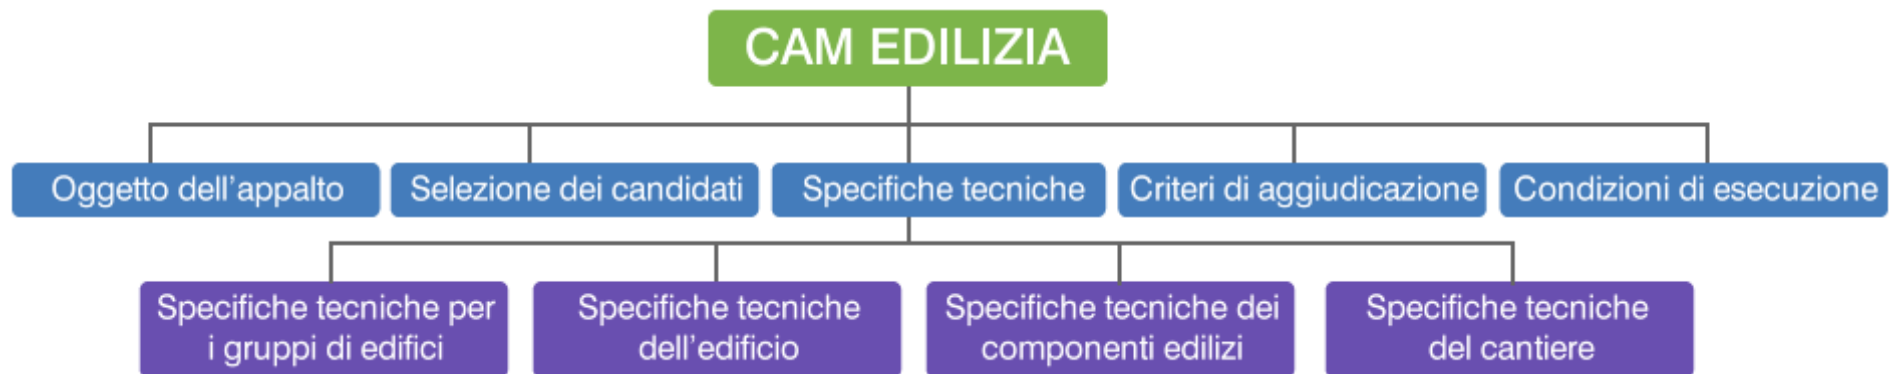 CAM EDILIZIA
Oggetto dell’appalto
Selezione dei candidati
Specifiche tecniche
Criteri di aggiudicazione
Condizioni di esecuzione
Specifiche tecniche per
i gruppi di edifici
Specifiche tecniche
dell’edificio
Specifiche tecniche dei
componenti edilizi
Specifiche tecniche
del cantiere